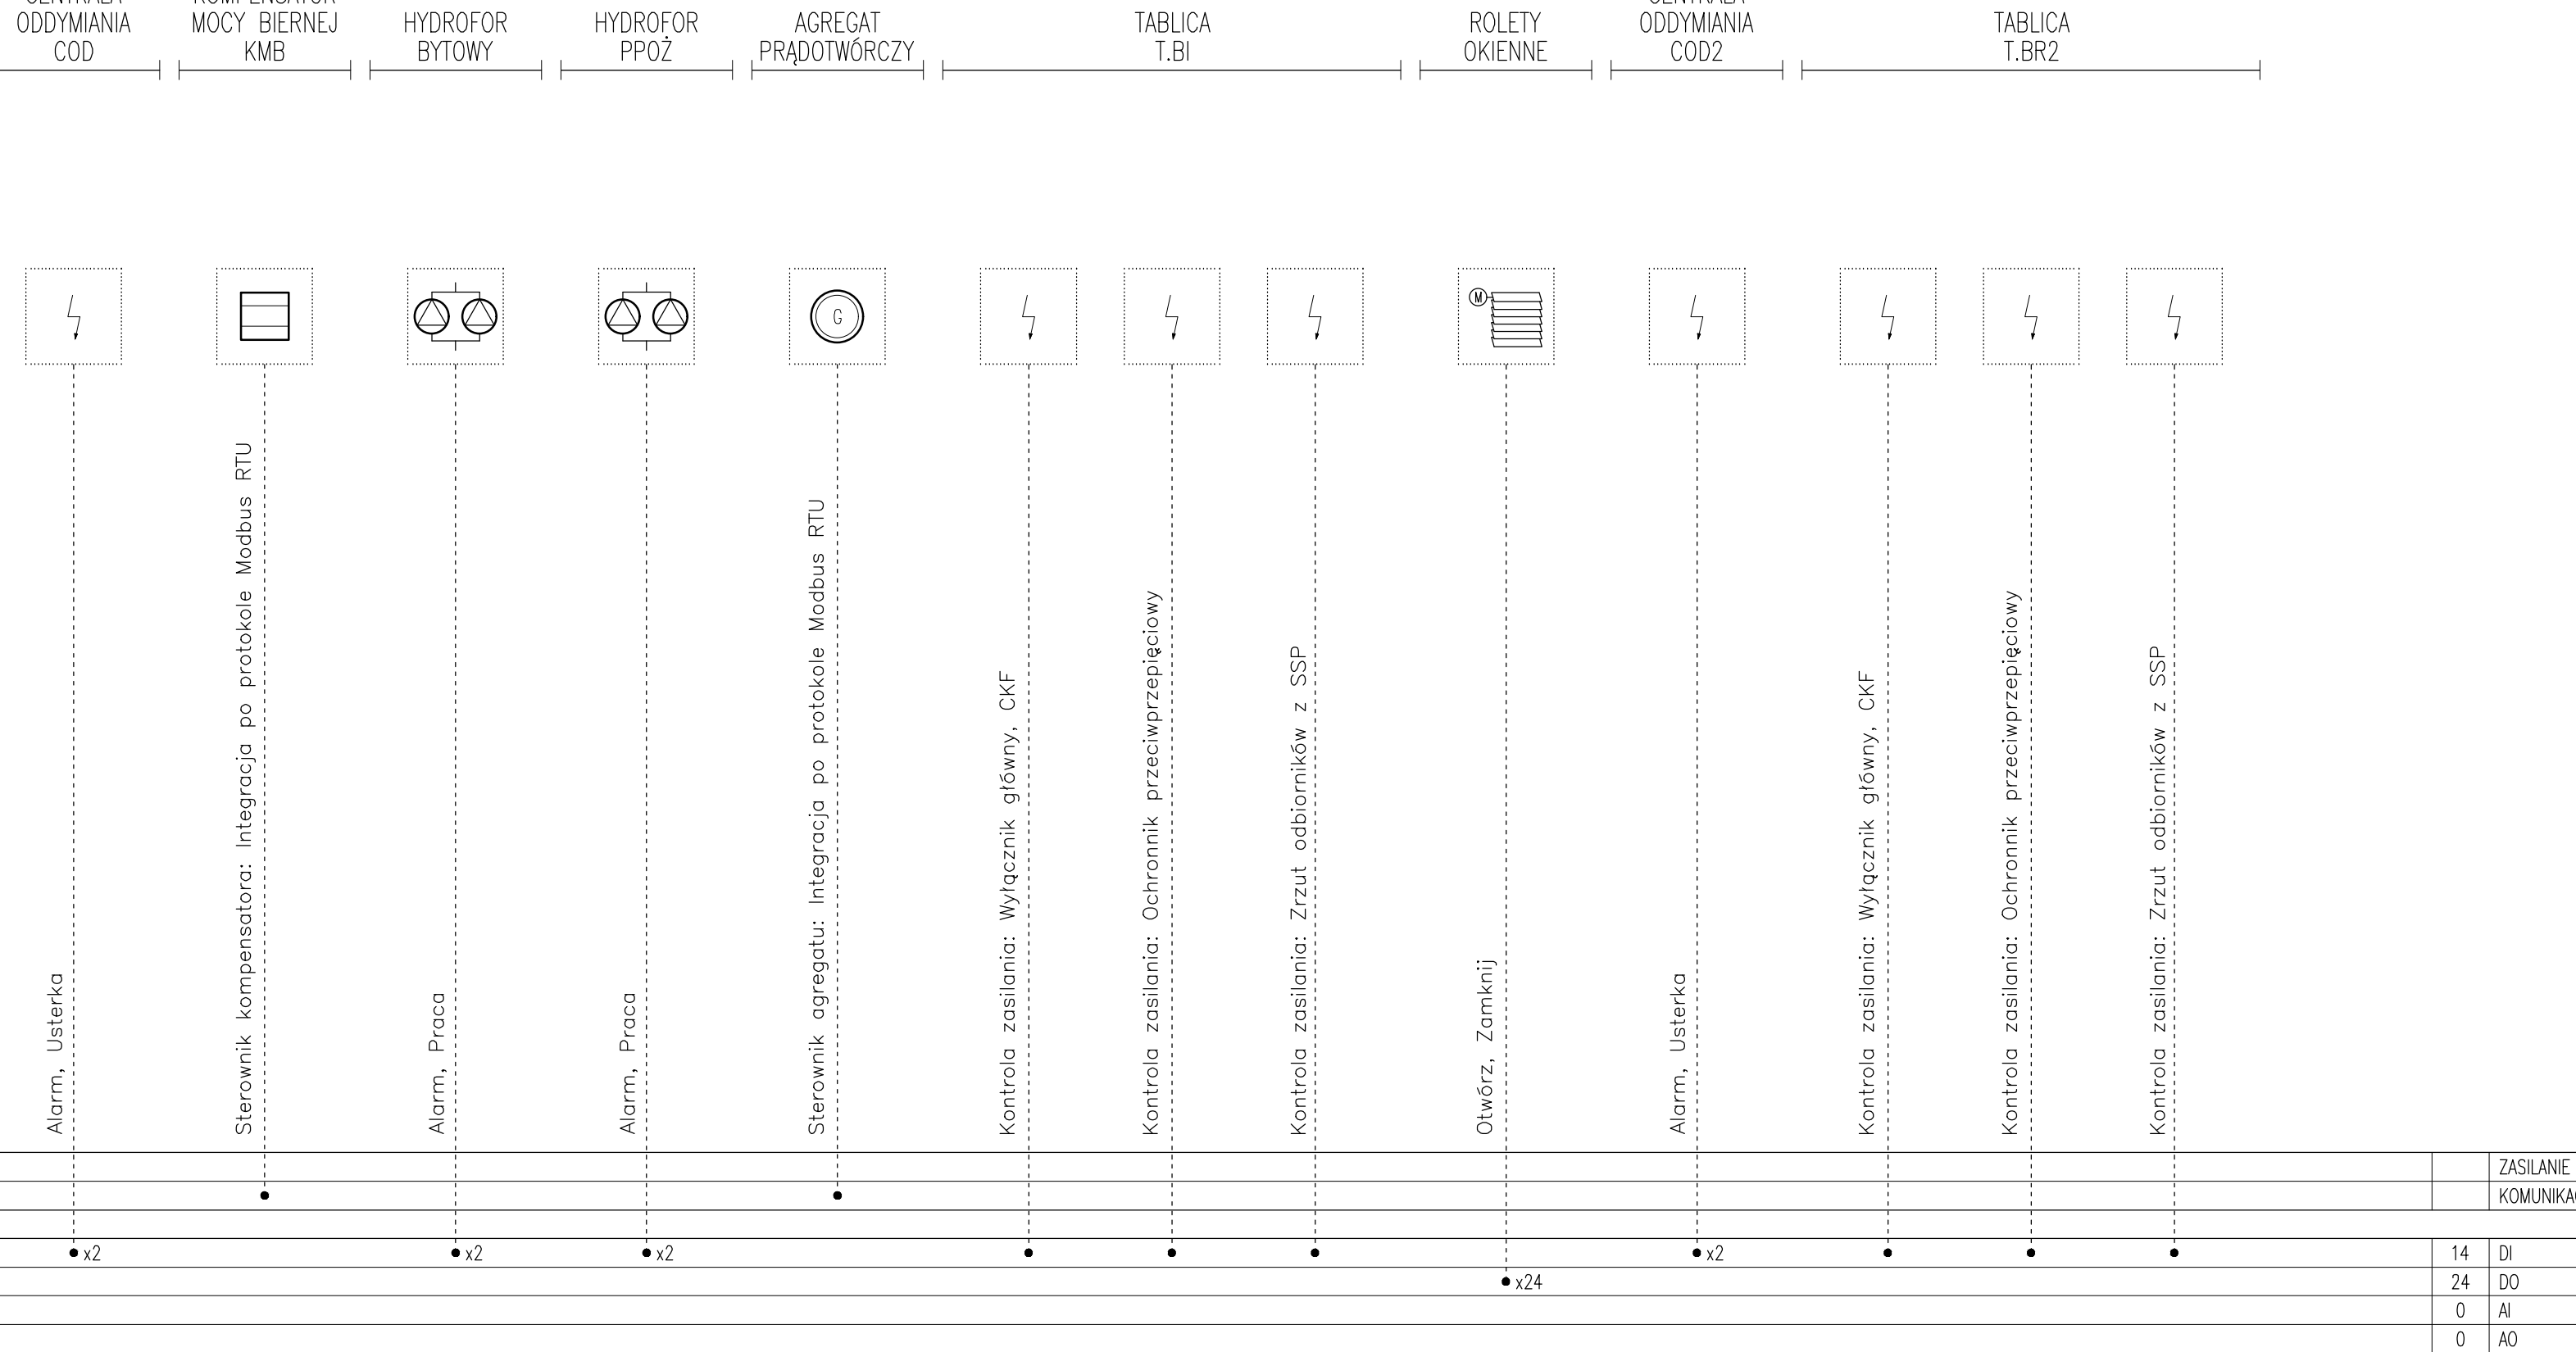 ODDYMIANIA
COD
MOCY BIERNEJ
KMB
HYDROFOR
BYTOWY
HYDROFOR
PPOŻ
AGREGAT
PRĄDOTWÓRCZY
TABLICA
T.BI
ROLETY
OKIENNE
ODDYMIANIA
COD2
TABLICA
T.BR2
G
M
Alarm, Usterka
Sterownik kompensatora: Integracja po protokole Modbus RTU
Alarm, Praca
Alarm, Praca
Sterownik agregatu: Integracja po protokole Modbus RTU
Kontrola zasilania: Wyłącznik główny, CKF
Kontrola zasilania: Ochronnik przeciwprzepięciowy
Kontrola zasilania: Zrzut odbiorników z SSP
Otwórz, Zamknij
Alarm, Usterka
Kontrola zasilania: Wyłącznik główny, CKF
Kontrola zasilania: Ochronnik przeciwprzepięciowy
Kontrola zasilania: Zrzut odbiorników z SSP
ZASILANIE
x2 x2 x2 x2 14 DI
x24 24 DO
0 AI
0 AO